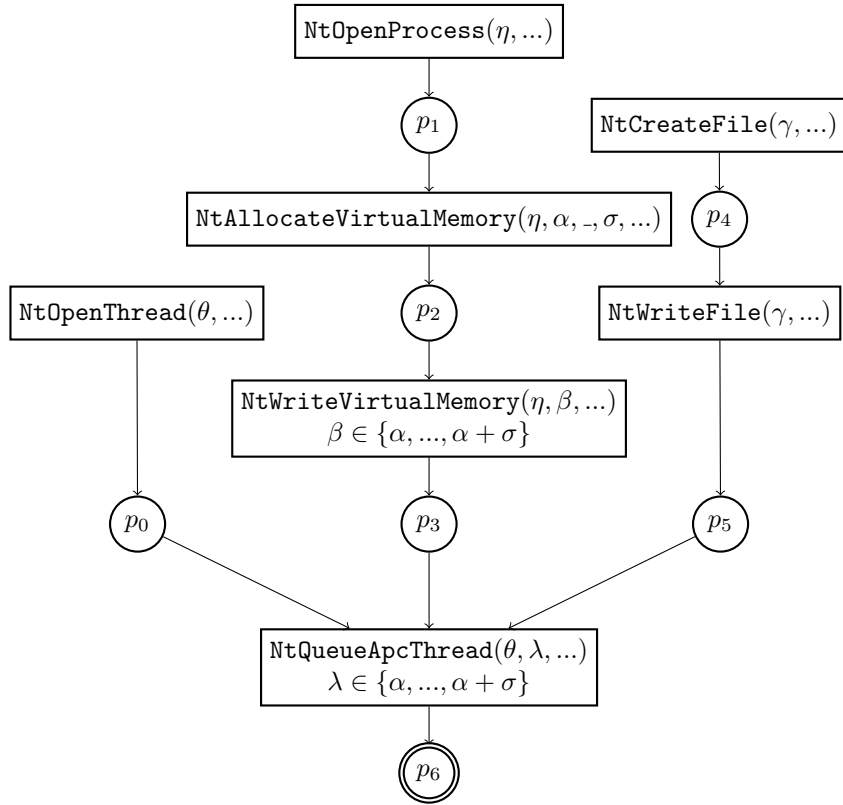 NtOpenProcess(η,...)
p₁
NtCreateFile(γ,...)
NtAllocateVirtualMemory(η, α, _, σ, ...)
p₄
NtOpenThread(θ,...)
p₂
NtWriteFile(γ,...)
NtWriteVirtualMemory(η, β, ...)
β ∈ {α, ..., α + σ}
p₀
p₃
p₅
NtQueueApcThread(θ, λ, ...)
λ ∈ {α, ..., α + σ}
p₆